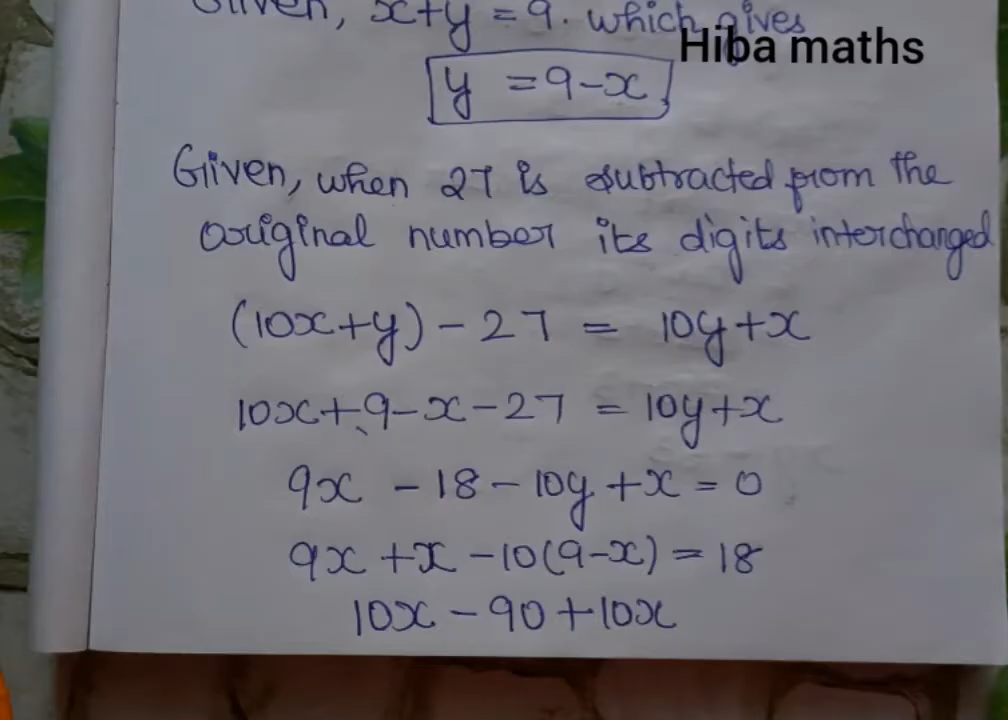 Given, x+y = 9. which gives
Hiba maths
y = 9-x
Given, when 27 is subtracted from the
original number its digits interchanged
(10x+y) - 27 = 10y+x
10x+9-x-27 = 10y+x
9x - 18 - 10y + x = 0
9x + x - 10(9-x) = 18
10x - 90 + 10x